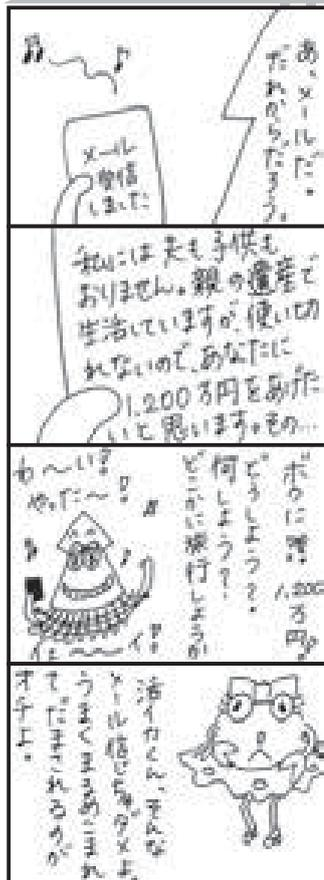 あ、メールだ。
だれからだろう。
メール
受信
しました
私には夫も子供も
おりません。親の遺産で
生活していますが、使い切
れないので、あなたに
1,200万円をあげた
いと思います。その…
ボクに
1,200万円?
どうしよう?
何しよう?
どこかに旅行しようか
わ〜い!
やった〜!
活イカくん、そんな
メール信じちゃダメよ。
うまくまるめこまれ
てだまされるのが
オチよ。